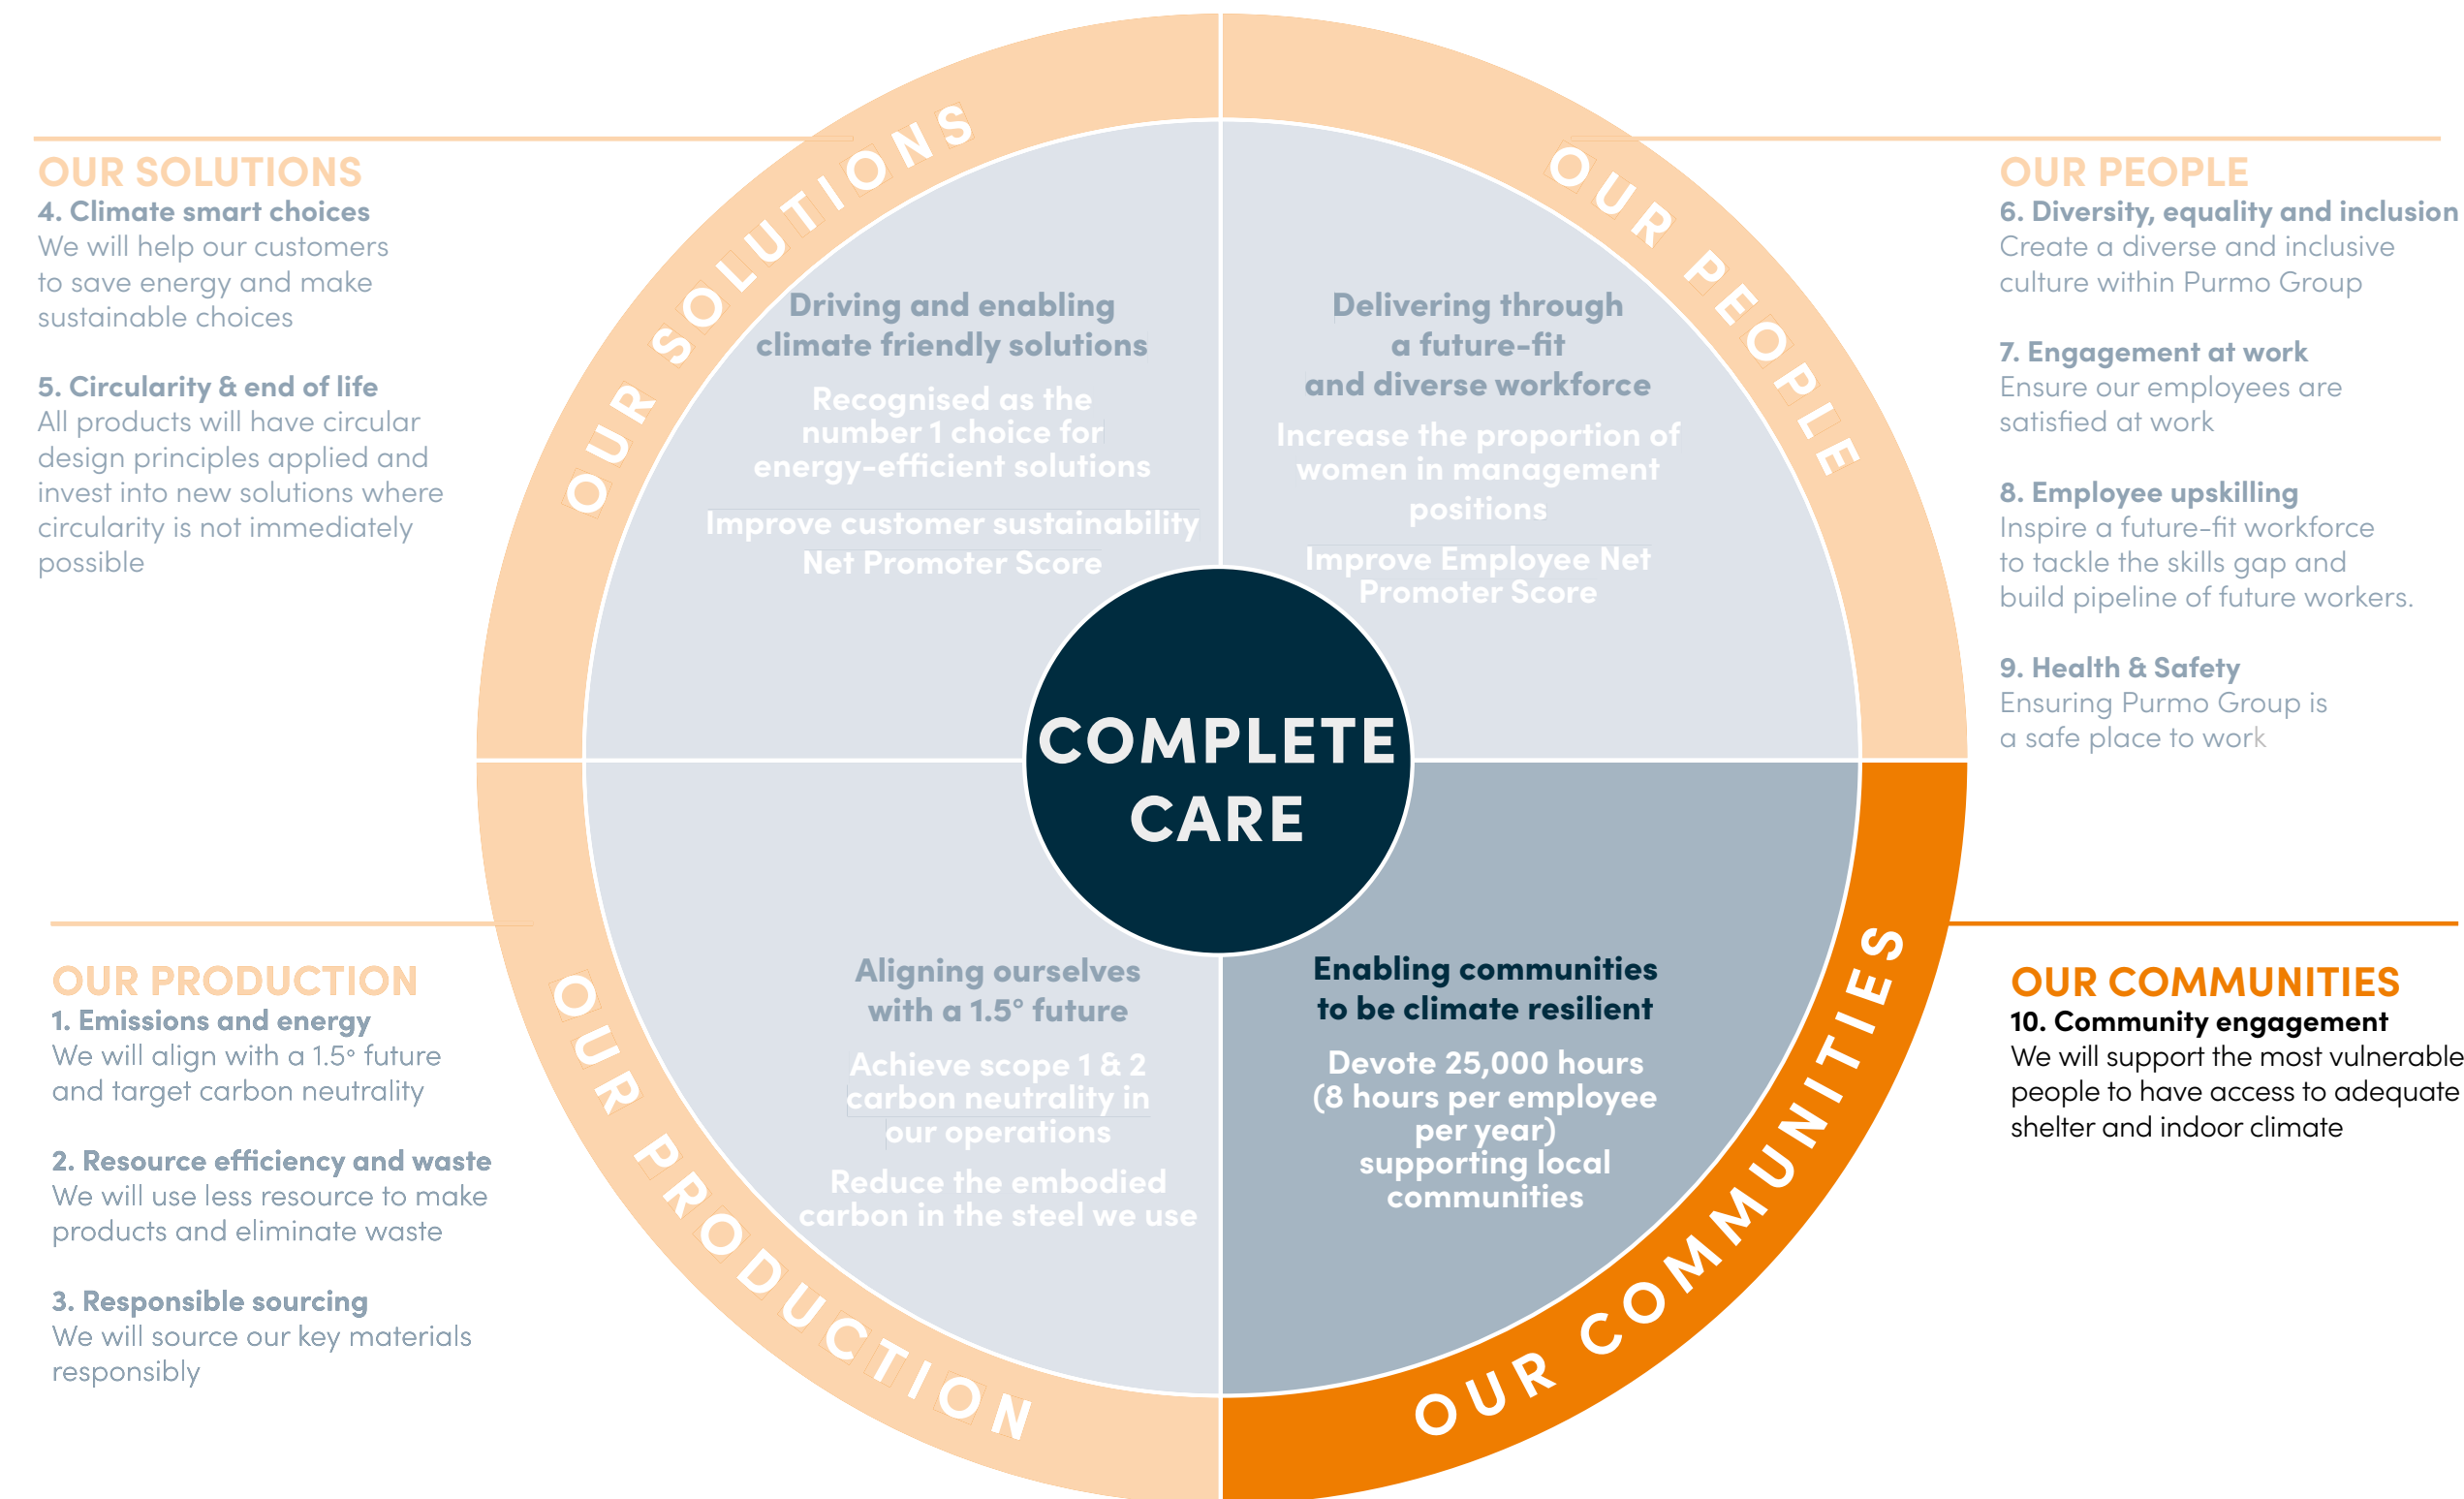 OUR SOLUTIONS
4. Climate smart choices
We will help our customers
to save energy and make
sustainable choices
5. Circularity & end of life
All products will have circular
design principles applied and
invest into new solutions where
circularity is not immediately
possible
OUR SOLUTIONS
Driving and enabling
climate friendly solutions
Recognised as the
number 1 choice for
energy-efficient solutions
Improve customer sustainability
Net Promoter Score
OUR PEOPLE
Delivering through
a future-fit
and diverse workforce
Increase the proportion of
women in management
positions
Improve Employee Net
Promoter Score
OUR PEOPLE
6. Diversity, equality and inclusion
Create a diverse and inclusive
culture within Purmo Group
7. Engagement at work
Ensure our employees are
satisfied at work
8. Employee upskilling
Inspire a future-fit workforce
to tackle the skills gap and
build pipeline of future workers.
9. Health & Safety
Ensuring Purmo Group is
a safe place to work
COMPLETE
CARE
OUR PRODUCTION
1. Emissions and energy
We will align with a 1.5° future
and target carbon neutrality
2. Resource efficiency and waste
We will use less resource to make
products and eliminate waste
3. Responsible sourcing
We will source our key materials
responsibly
OUR PRODUCTION
Aligning ourselves
with a 1.5° future
Achieve scope 1 & 2
carbon neutrality in
our operations
Reduce the embodied
carbon in the steel we use
Enabling communities
to be climate resilient
Devote 25,000 hours
(8 hours per employee
per year)
supporting local
communities
OUR COMMUNITIES
OUR COMMUNITIES
10. Community engagement
We will support the most vulnerable
people to have access to adequate
shelter and indoor climate